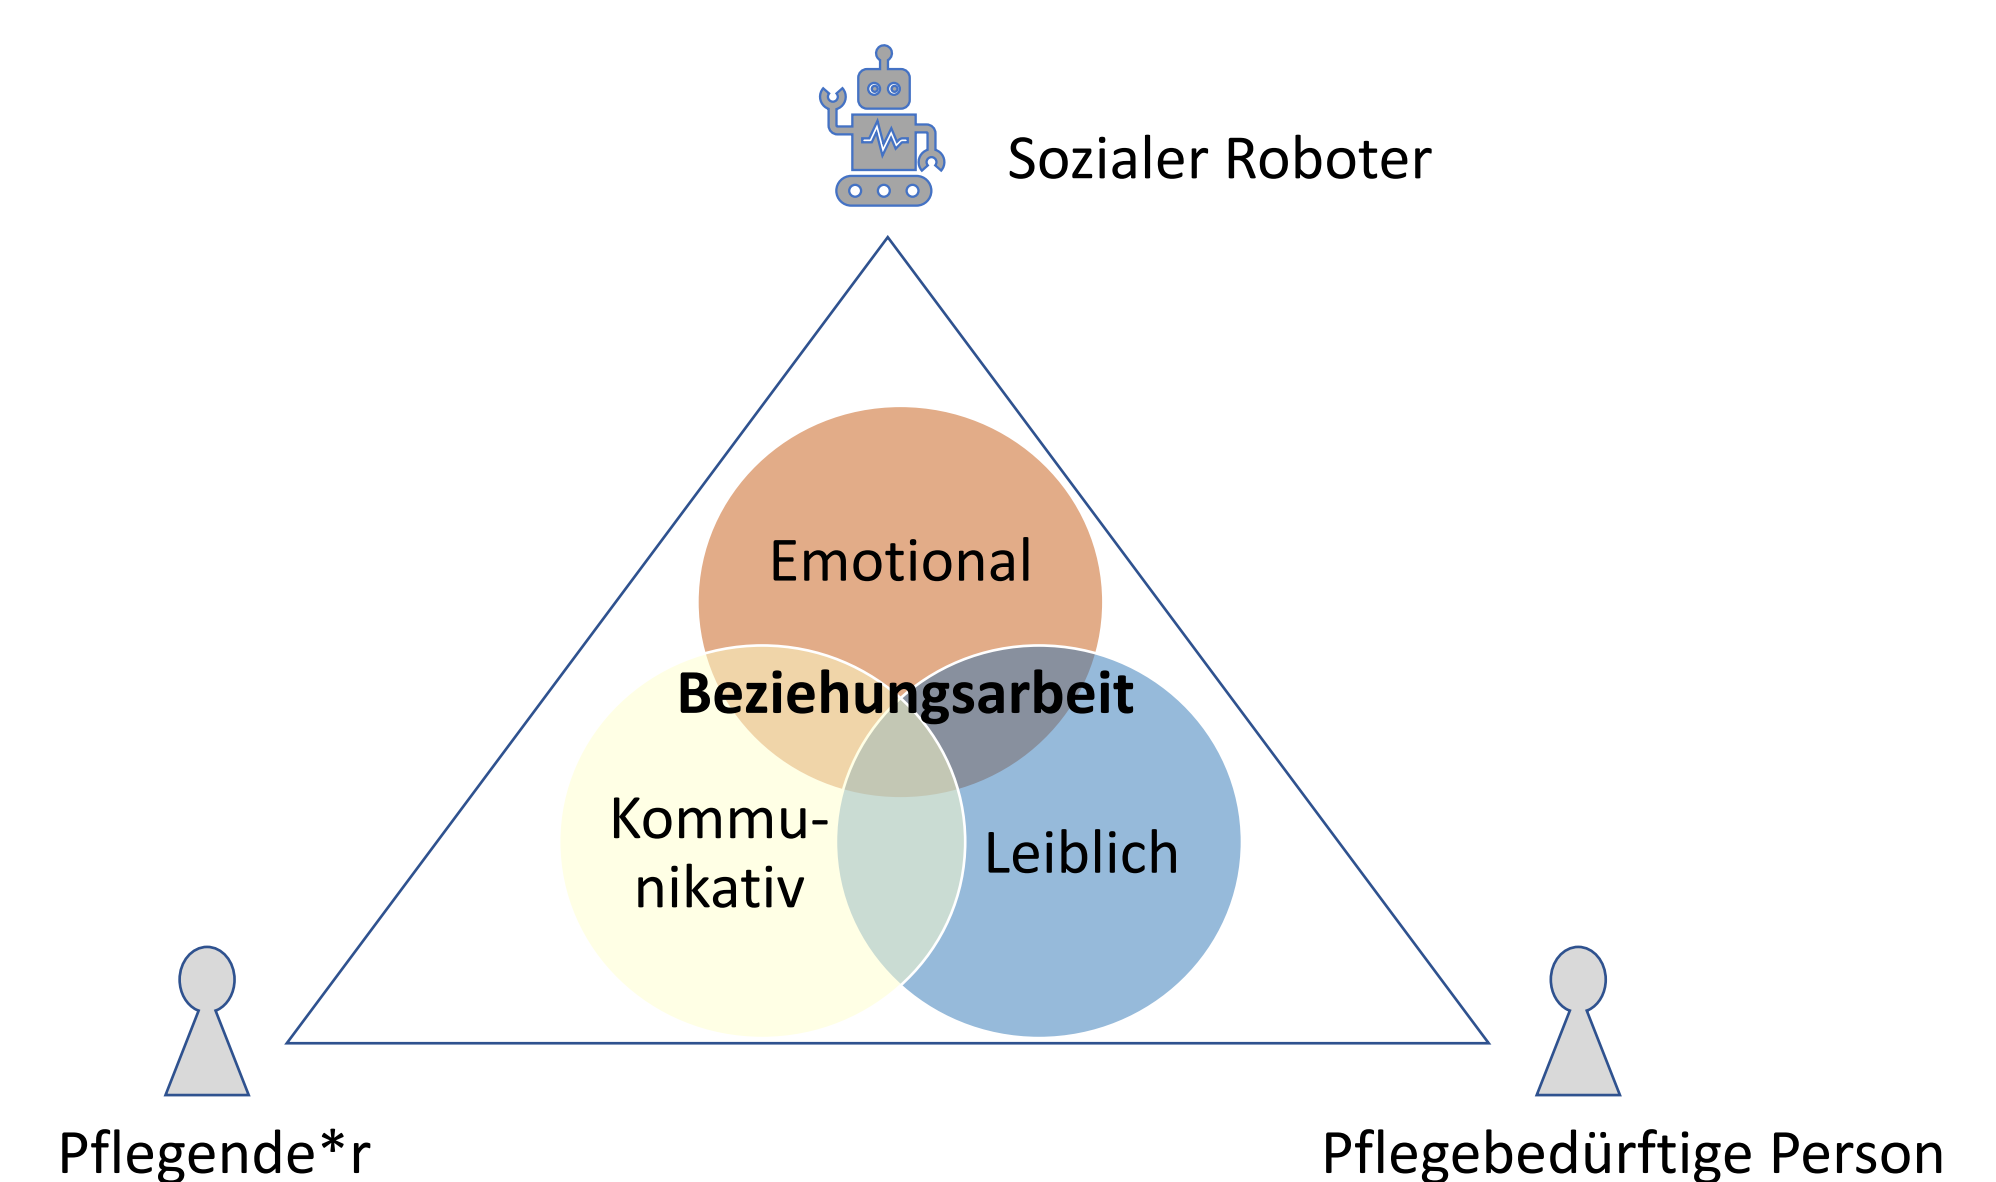 Sozialer Roboter
Emotional
Beziehungsarbeit
Kommu-
nikativ
Leiblich
Pflegende*r
Pflegebedürftige Person